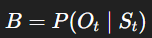 B = P(O_t | S_t)